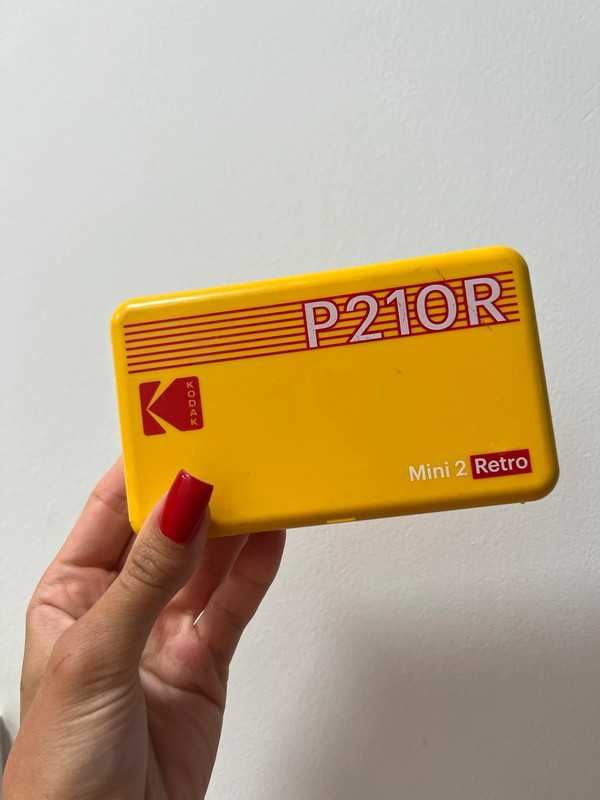 P210R
KODAK
Mini 2 Retro